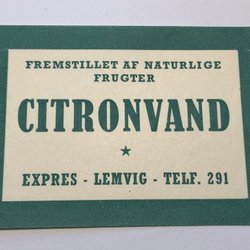 FREMSTILLET AF NATURLIGE
FRUGTER
CITRONVAND
EXPRES - LEMVIG - TELF. 291